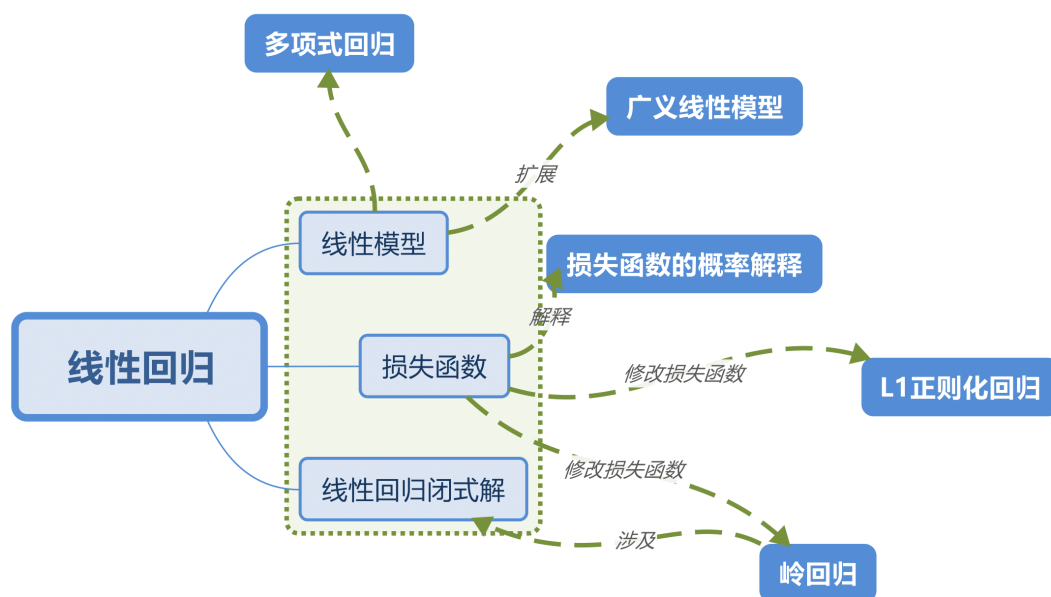 多项式回归
广义线性模型
扩展
线性模型
损失函数的概率解释
解释
线性回归
损失函数
修改损失函数
L1正则化回归
修改损失函数
线性回归闭式解
涉及
岭回归